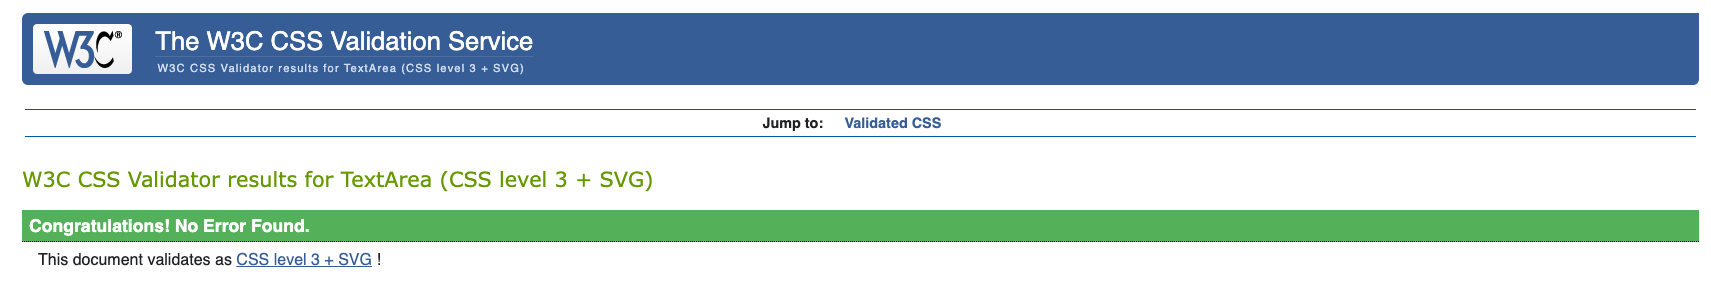 W3C®
The W3C CSS Validation Service
W3C CSS Validator results for TextArea (CSS level 3 + SVG)
Jump to: Validated CSS
W3C CSS Validator results for TextArea (CSS level 3 + SVG)
Congratulations! No Error Found.
This document validates as CSS level 3 + SVG !